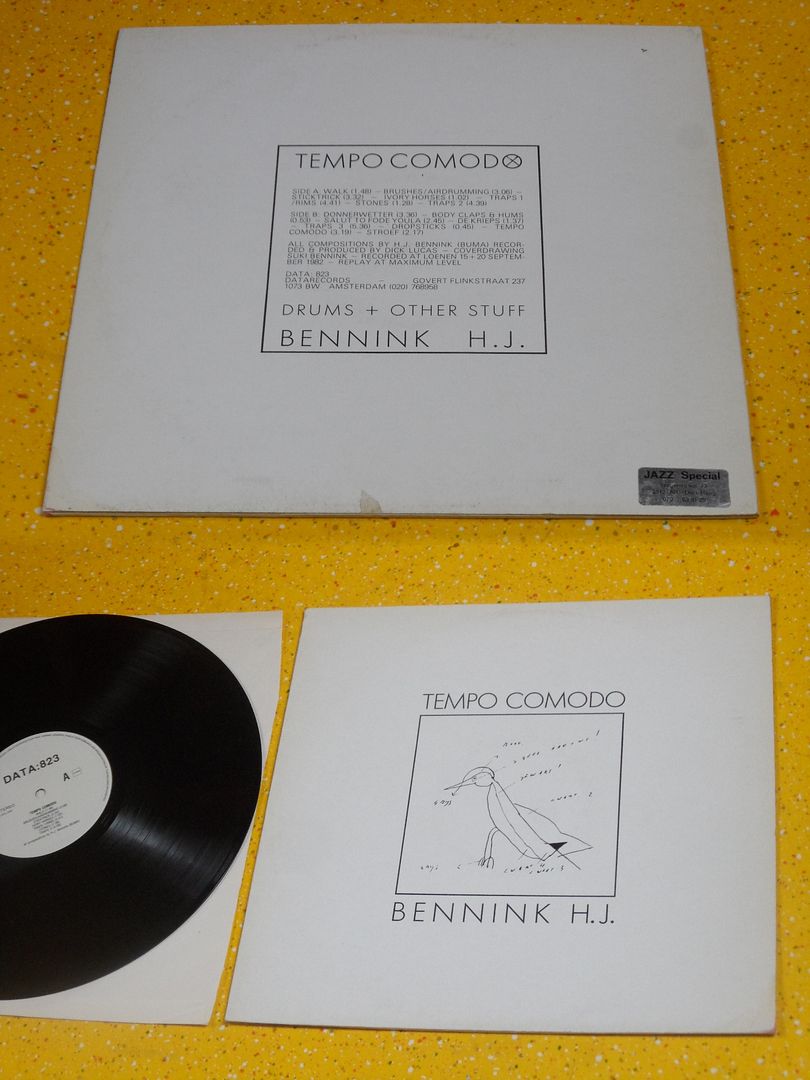 TEMPO COMODO
SIDE A: WALK (1.48) – BRUSHES/AIRDRUMMING (3.06) –
STICKTRICK (3.32) – IVORY HORSES (1.02) – TRAPS 1
/RIMS (4.41) – STONES (1.28) – TRAPS 2 (4.39)
SIDE B: DONNERWETTER (3.36) – BODY CLAPS & HUMS
(0.53) – SALUT TO FODE YOULA (2.45) – DE KRIEPS (1.37)
– TRAPS 3 (5.36) – DROPSTICKS (0.45) – TEMPO
COMODO (3.19) – STROEF (2.17)
ALL COMPOSITIONS BY H.J. BENNINK (BUMA) RECOR-
DED & PRODUCED BY DICK LUCAS – COVERDRAWING
SUKI BENNINK – RECORDED AT LOENEN 15 + 20 SEPTEM-
BER 1982 – REPLAY AT MAXIMUM LEVEL
DATA: 823
DATARECORDS GOVERT FLINKSTRAAT 237
1073 BW AMSTERDAM (020) 768958
DRUMS + OTHER STUFF
BENNINK H.J.
JAZZ Special
DATA:823
A
TEMPO COMODO
TEMPO COMODO
BENNINK H.J.